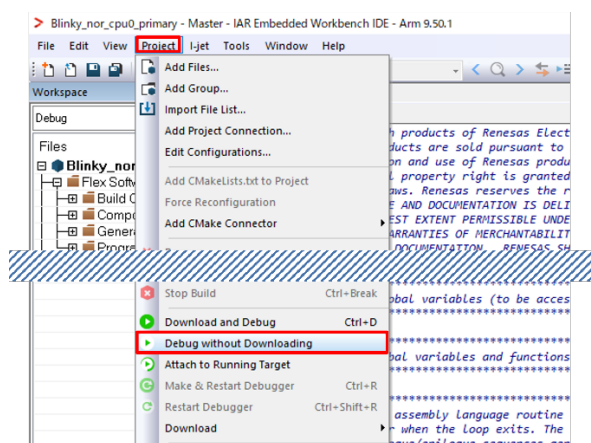 Blinky_nor_cpu0_primary - Master - IAR Embedded Workbench IDE - Arm 9.50.1
File Edit View Project I-jet Tools Window Help
Workspace
Debug
Files
Blinky_nor
Flex Softw
Build C
Compo
Genera
Progra
Add Files...
Add Group...
Import File List...
Add Project Connection...
Edit Configurations...
Add CMakeLists.txt to Project
Force Reconfiguration
Add CMake Connector
h products of Renesas Elect
ducts are sold pursuant to
on and use of Renesas produ
l property right is granted
aws. Renesas reserves the r
E AND DOCUMENTATION IS DELI
EST EXTENT PERMISSIBLE UNDE
ARRANTIES OF MERCHANTABILIT
DOCUMENTATION. RENESAS SH
Stop Build Ctrl+Break
Download and Debug Ctrl+D
Debug without Downloading
Attach to Running Target
Make & Restart Debugger Ctrl+R
Restart Debugger Ctrl+Shift+R
Download
obal variables (to be acces
bal variables and functions
assembly language routine
r when the loop exits. The